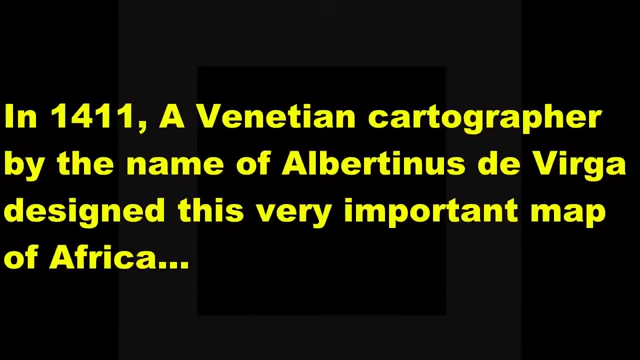 In 1411, A Venetian cartographer
by the name of Albertinus de Virga
designed this very important map
of Africa...